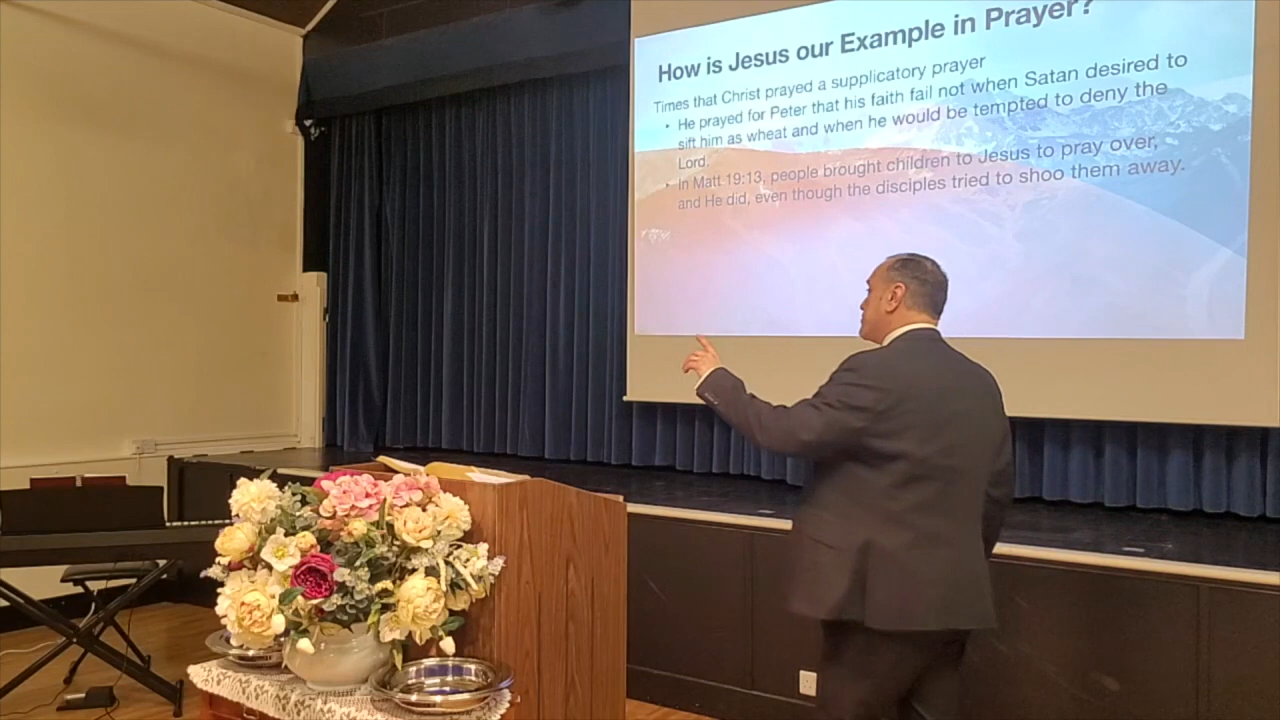 How is Jesus our Example in Prayer?
Times that Christ prayed a supplicatory prayer
• He prayed for Peter that his faith fail not when Satan desired to
sift him as wheat and when he would be tempted to deny the
Lord.
• In Matt 19:13, people brought children to Jesus to pray over,
and He did, even though the disciples tried to shoo them away.